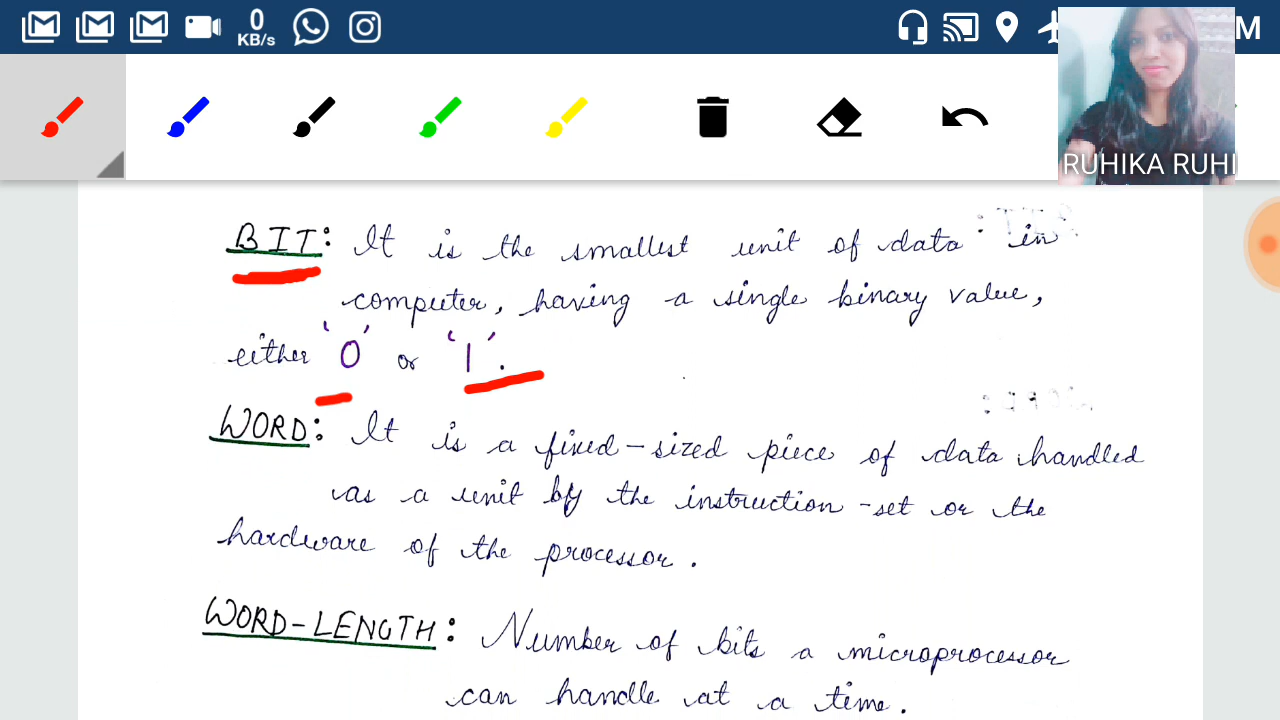 0
KB/s
M
RUHIKA RUHI
BIT: It is the smallest unit of data in
computer, having a single binary value,
either '0' or '1'.
WORD: It is a fixed-sized piece of data handled
as a unit by the instruction-set or the
hardware of the processor.
WORD-LENGTH: Number of bits a microprocessor
can handle at a time.